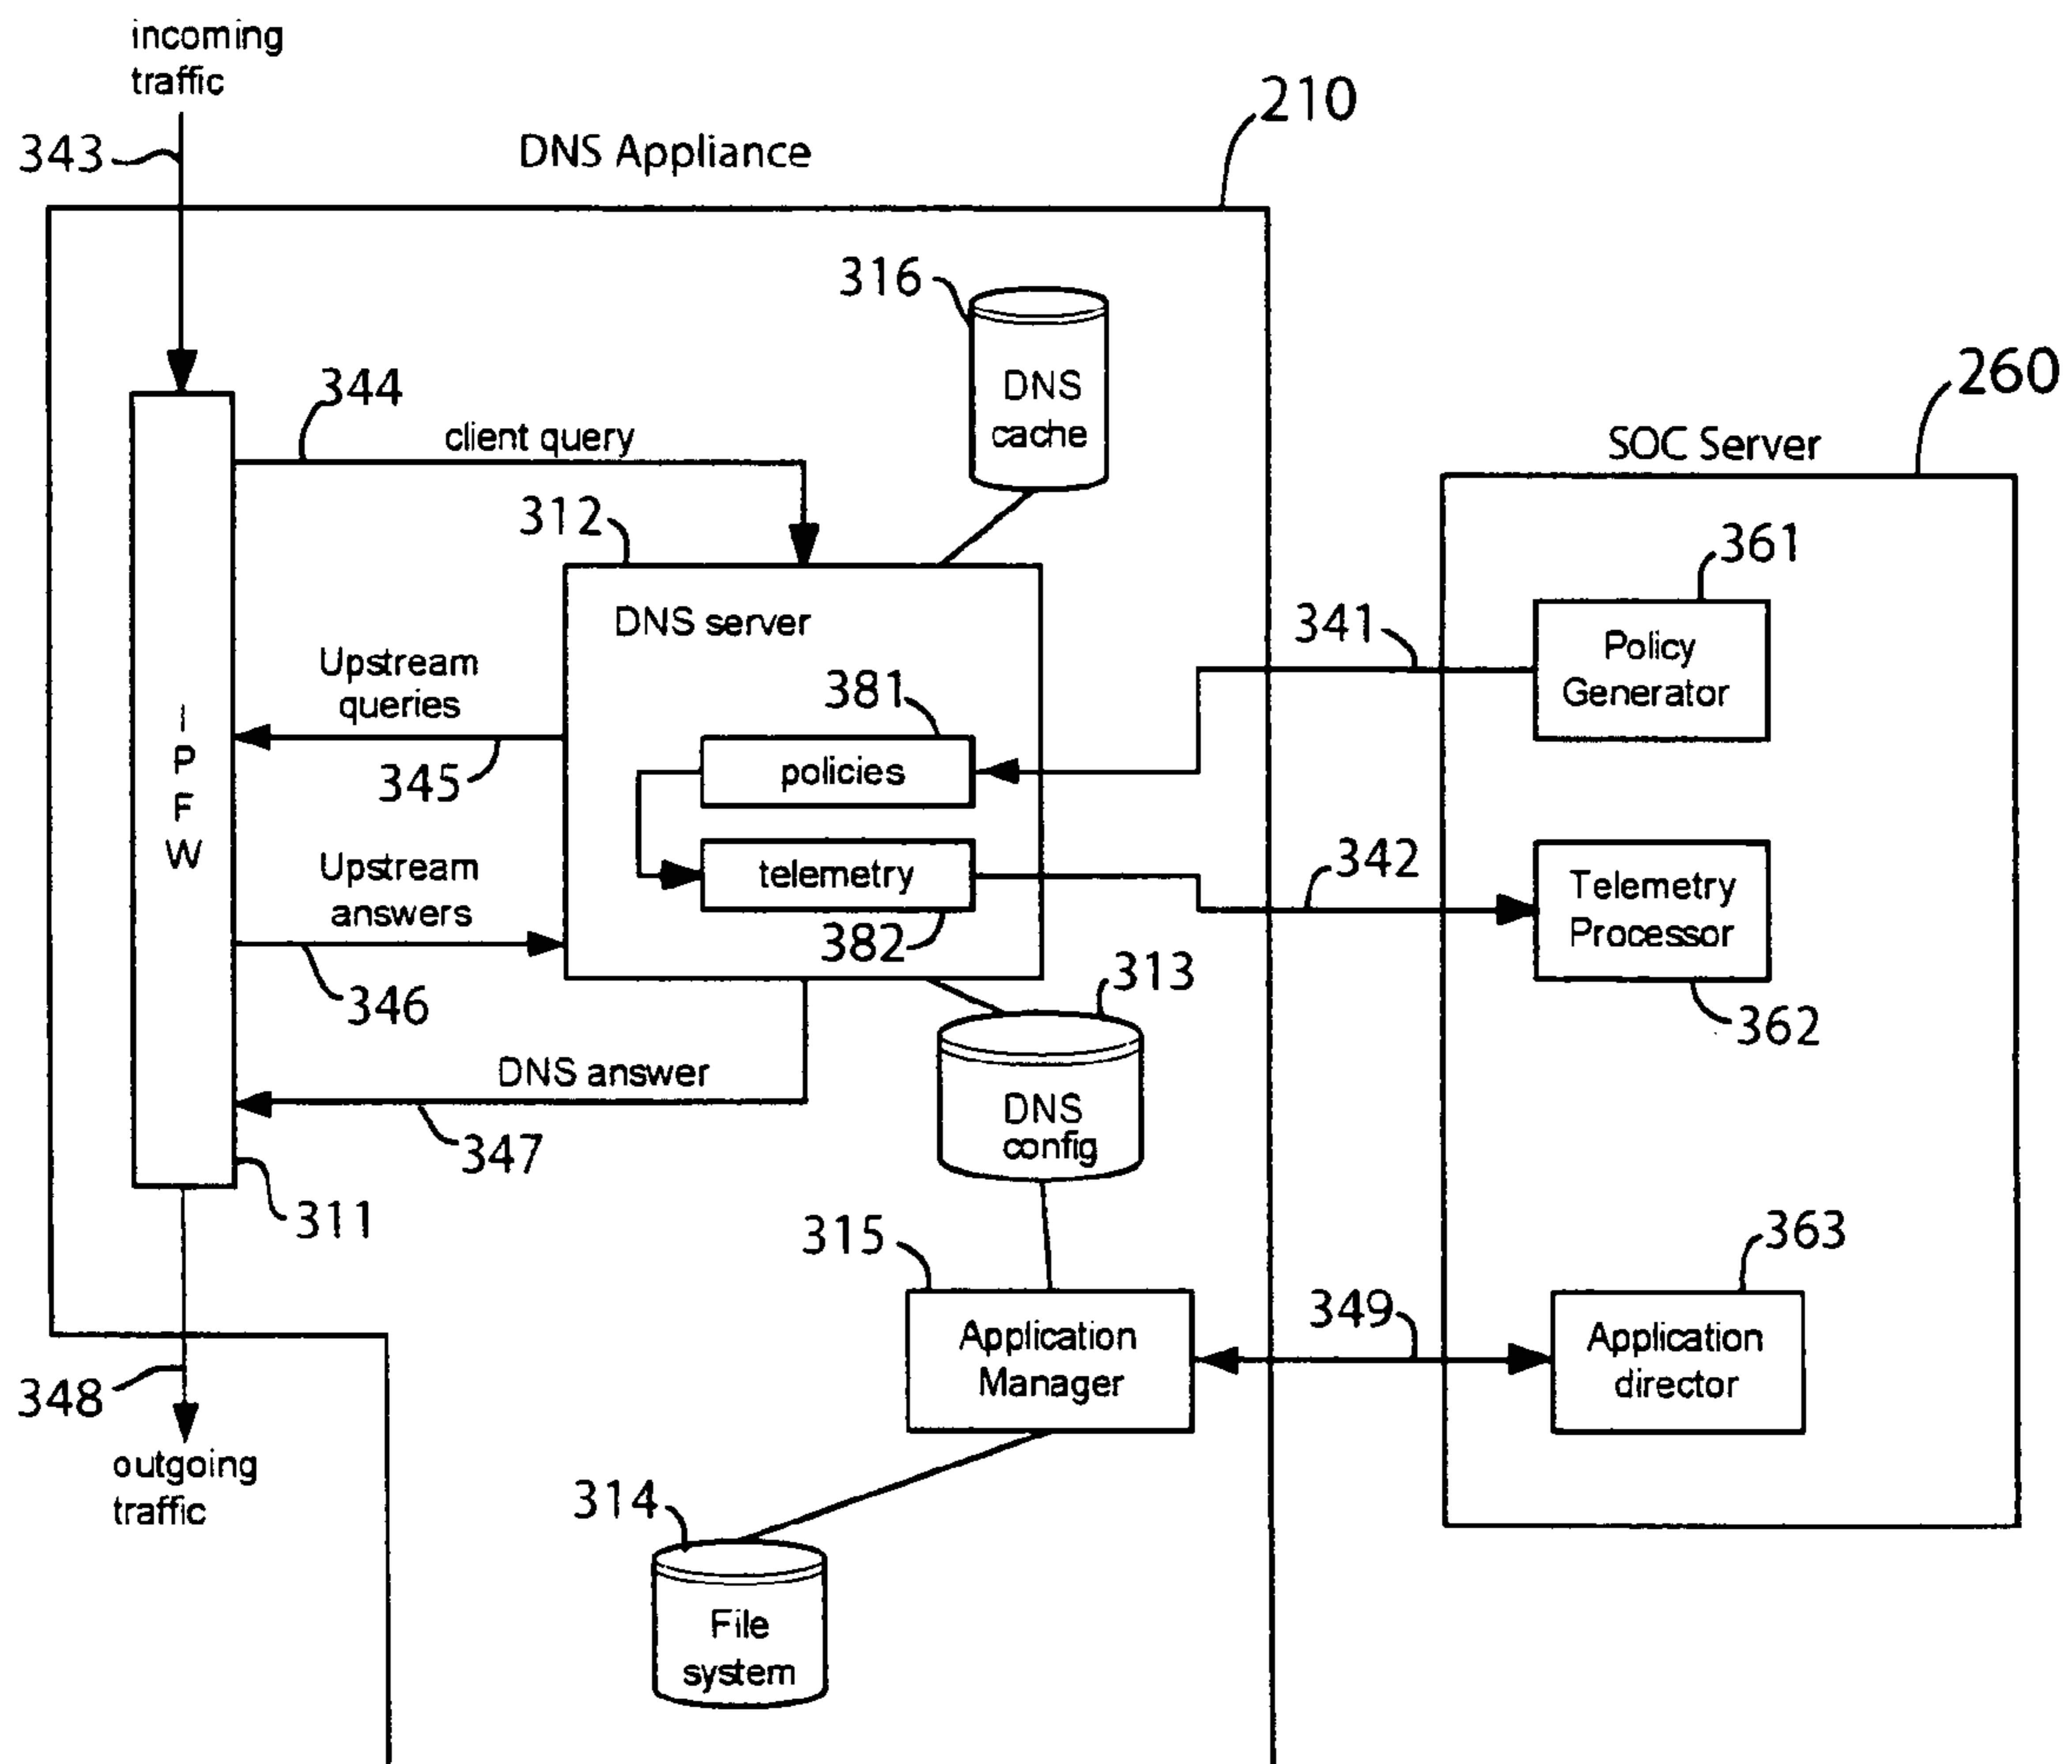 incoming
traffic
343
DNS Appliance
210
316
DNS
cache
344
client query
260
SOC Server
312
DNS server
361
Policy
Generator
341
Upstream
queries
345
381
policies
I
P
F
W
telemetry
382
342
Telemetry
Processor
362
Upstream
answers
346
313
DNS
config
DNS answer
347
311
315
Application
Manager
349
363
Application
director
348
outgoing
traffic
314
File
system